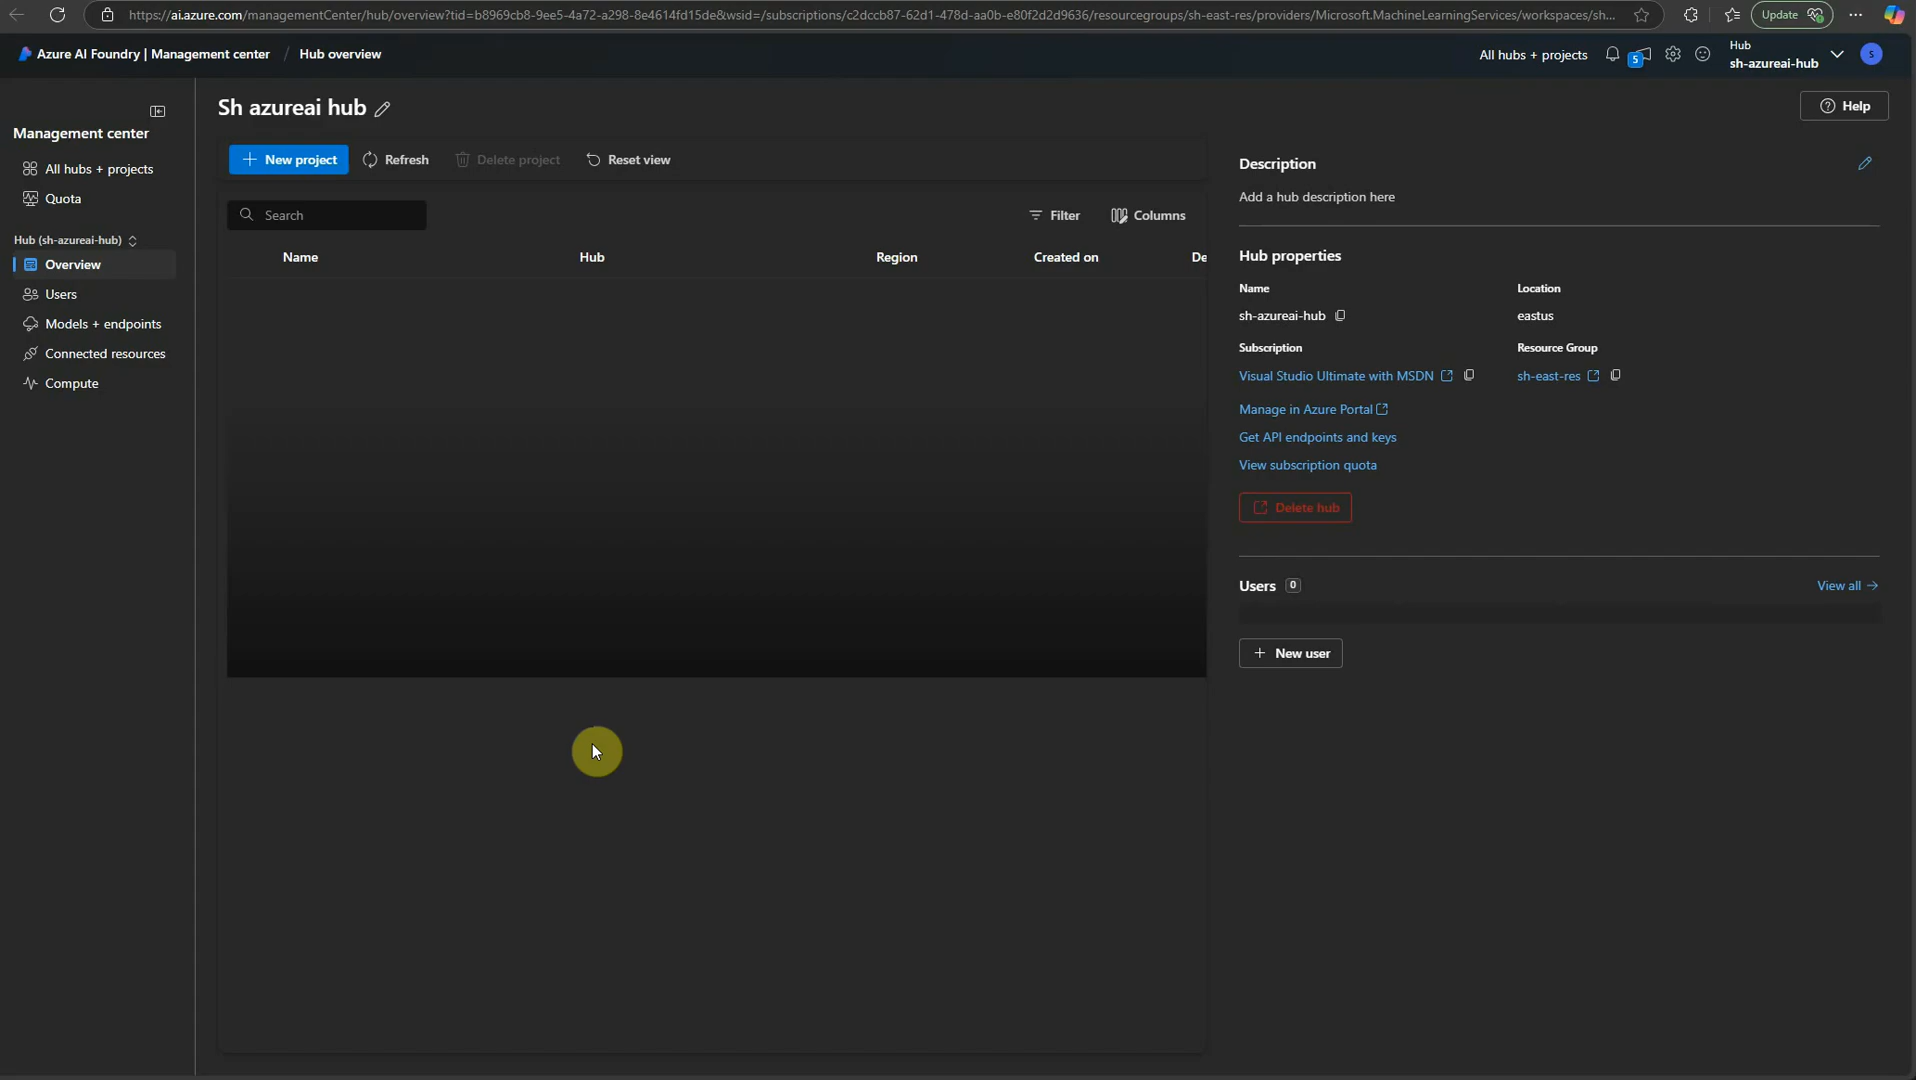 https://ai.azure.com/managementCenter/hub/overview?tid=b8969cb8-9ee5-4a72-a298-8e4614fd15de&wsid=/subscriptions/c2dccb87-62d1-478d-aa0b-e80f2d2d9636/resourcegroups/sh-east-res/providers/Microsoft.MachineLearningServices/workspaces/sh...
Update
Azure AI Foundry | Management center / Hub overview
All hubs + projects
5
Hub
sh-azureai-hub
S
Management center
All hubs + projects
Quota
Hub (sh-azureai-hub)
Overview
Users
Models + endpoints
Connected resources
Compute
Sh azureai hub
Help
New project
Refresh
Delete project
Reset view
Search
Filter
Columns
Name
Hub
Region
Created on
De
Description
Add a hub description here
Hub properties
Name
Location
sh-azureai-hub
eastus
Subscription
Resource Group
Visual Studio Ultimate with MSDN
sh-east-res
Manage in Azure Portal
Get API endpoints and keys
View subscription quota
Delete hub
Users 0
View all
New user